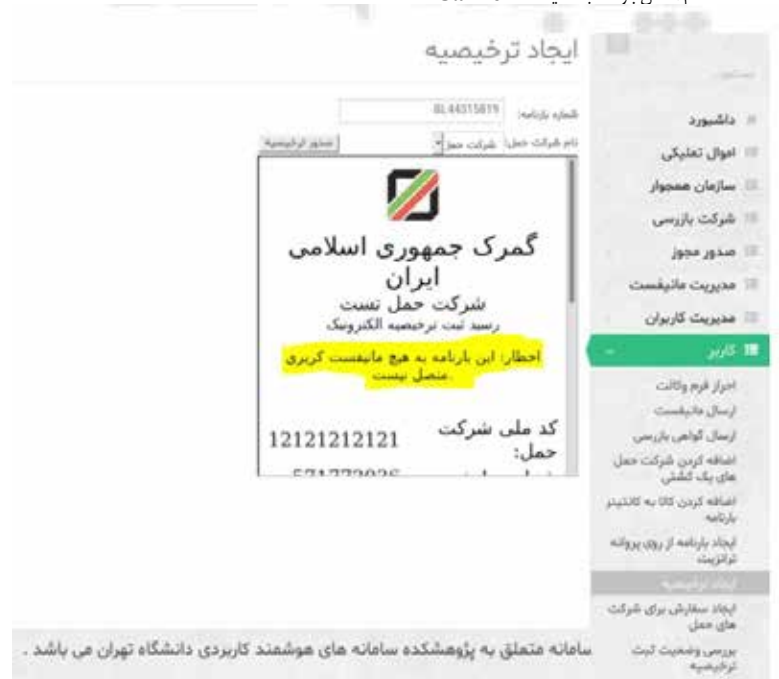 ایجاد ترخیصیه
شماره بارنامه:
BL44315819
نام شرکت حمل:
شرکت حمل
صدور ترخیصیه
گمرک جمهوری اسلامی
ایران
شرکت حمل تست
رسید ثبت ترخیصیه الکترونیک
اخطار: این بارنامه به هیچ مانیفست کریری
متصل نیست.
کد ملی شرکت
حمل:
12121212121
داشبورد
اموال تملیکی
سازمان همجوار
شرکت بازرسی
صدور مجوز
مدیریت مانیفست
مدیریت کاربران
کاربر
احراز فرم وکالت
ارسال مانیفست
ارسال گواهی بازرسی
اضافه کردن شرکت حمل
های یک کشتی
اضافه کردن کالا به کانتینر
بارنامه
ایجاد بارنامه از روی پروانه
ترانزیت
ایجاد ترخیصیه
ایجاد سفارش برای شرکت
های حمل
بررسی وضعیت ثبت
ترخیصیه
سامانه متعلق به پژوهشکده سامانه های هوشمند کاربردی دانشگاه تهران می باشد .